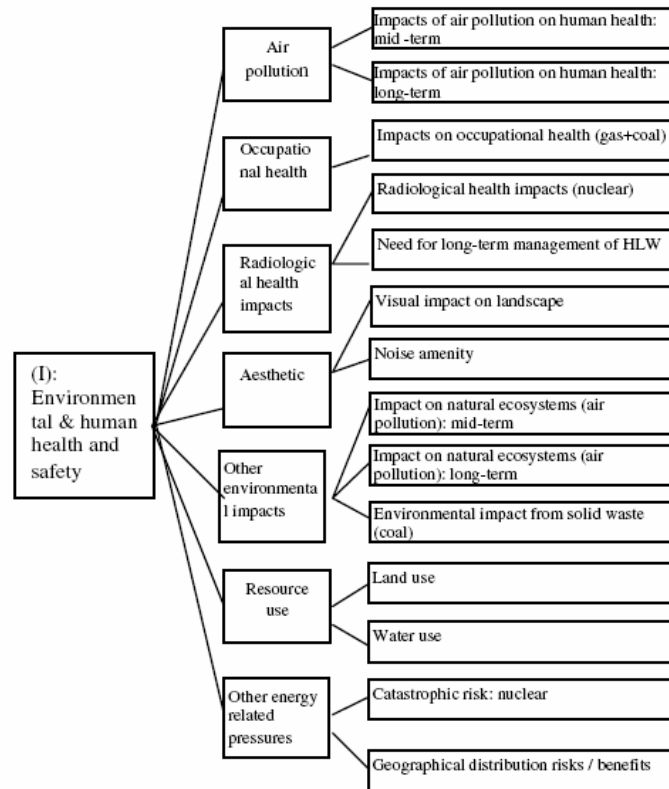 (I):
Environmen
tal & human
health and
safety
Air
pollution
Impacts of air pollution on human health:
mid -term
Impacts of air pollution on human health:
long-term
Occupatio
nal health
Impacts on occupational health (gas+coal)
Radiologic
al health
impacts
Radiological health impacts (nuclear)
Need for long-term management of HLW
Aesthetic
Visual impact on landscape
Noise amenity
Other
environmenta
l impacts
Impact on natural ecosystems (air
pollution): mid-term
Impact on natural ecosystems (air
pollution): long-term
Environmental impact from solid waste
(coal)
Resource
use
Land use
Water use
Other energy
related
pressures
Catastrophic risk: nuclear
Geographical distribution risks / benefits